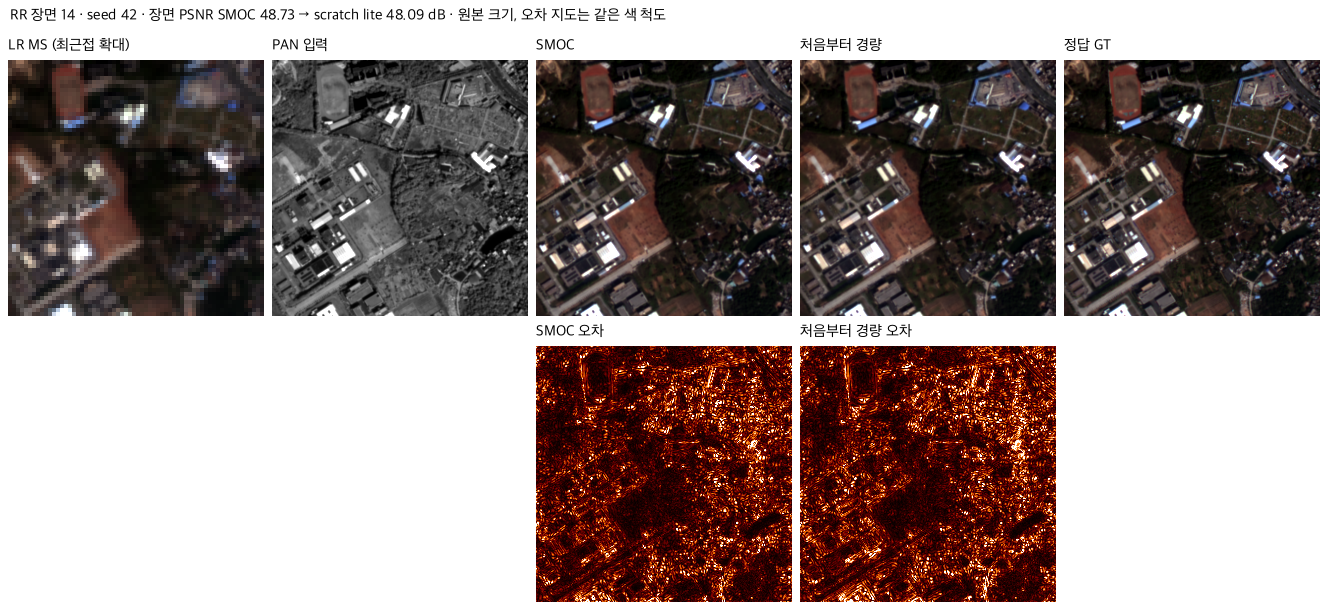 RR 장면 14 · seed 42 · 장면 PSNR SMOC 48.73 → scratch lite 48.09 dB · 원본 크기, 오차 지도는 같은 색 척도
LR MS (최근접 확대)
PAN 입력
SMOC
처음부터 경량
정답 GT
SMOC 오차
처음부터 경량 오차